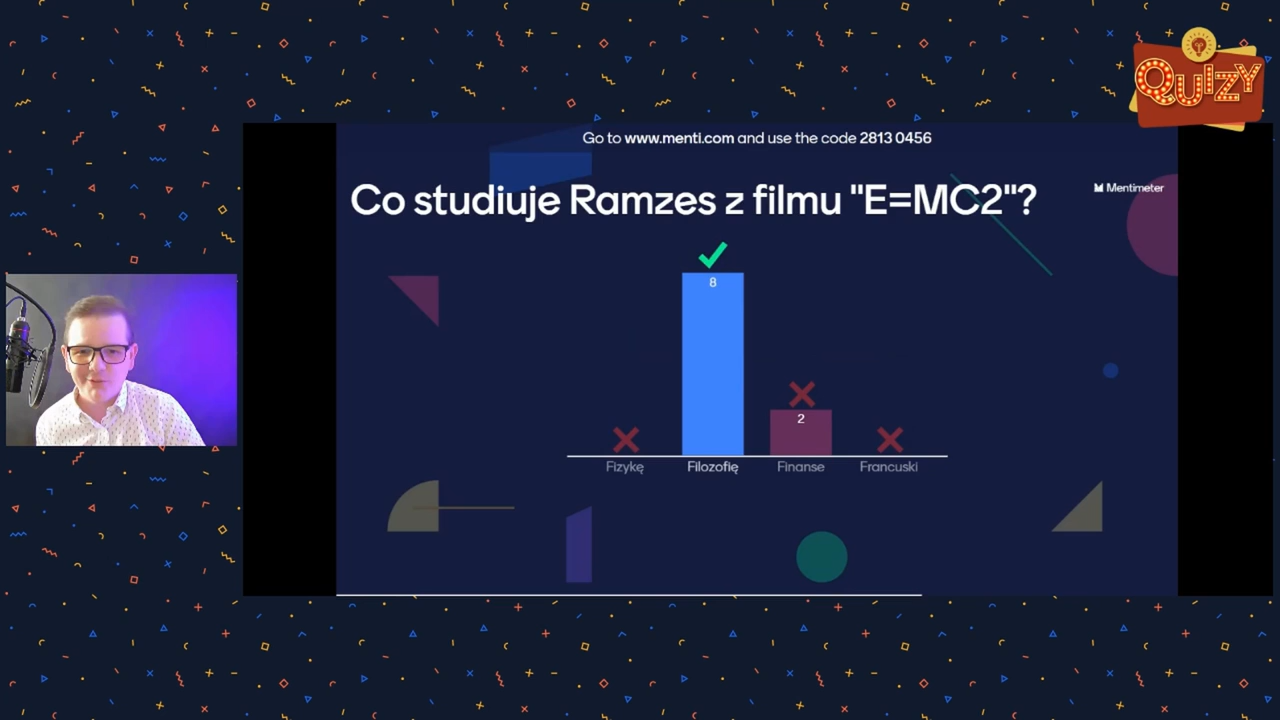 QUIZY
Go to www.menti.com and use the code 2813 0456
Mentimeter
Co studiuje Ramzes z filmu "E=MC2"?
8
2
Fizykę Filozofię Finanse Francuski